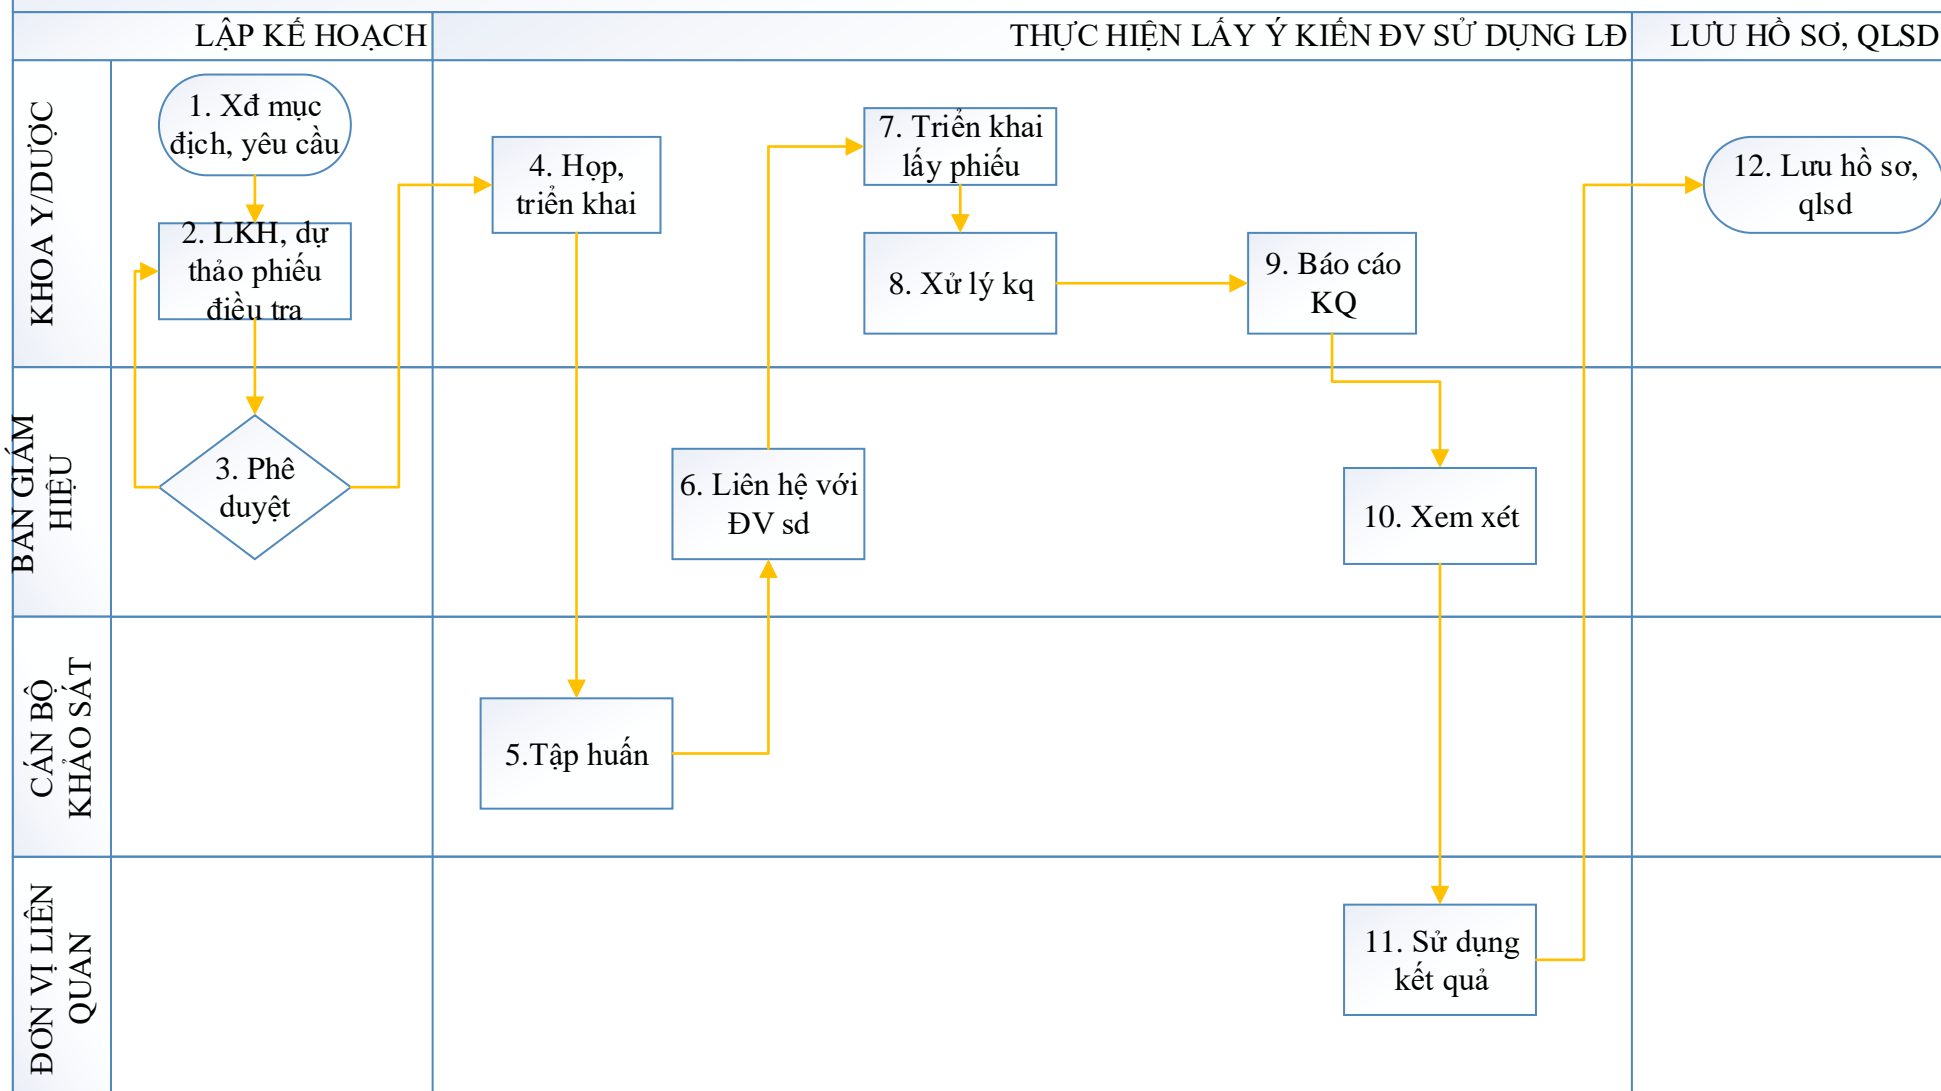 LẬP KẾ HOẠCH
THỰC HIỆN LẤY Ý KIẾN ĐV SỬ DỤNG LĐ
LƯU HỒ SƠ, QLSD
KHOA Y/DƯỢC
1. Xđ mục
địch, yêu cầu
2. LKH, dự
thảo phiếu
điều tra
4. Họp,
triển khai
7. Triển khai
lấy phiếu
8. Xử lý kq
9. Báo cáo
KQ
12. Lưu hồ sơ,
qlsd
BAN GIÁM
HIỆU
3. Phê
duyệt
6. Liên hệ với
ĐV sd
10. Xem xét
CÁN BỘ
KHẢO SÁT
5.Tập huấn
ĐƠN VỊ LIÊN
QUAN
11. Sử dụng
kết quả